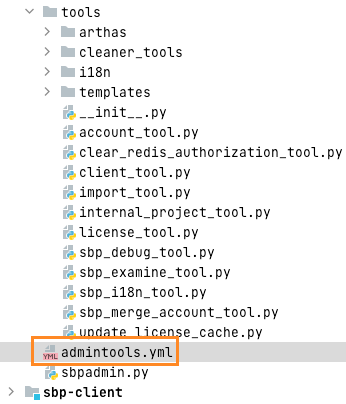 tools
arthas
cleaner_tools
i18n
templates
__init__.py
account_tool.py
clear_redis_authorization_tool.py
client_tool.py
import_tool.py
internal_project_tool.py
license_tool.py
sbp_debug_tool.py
sbp_examine_tool.py
sbp_i18n_tool.py
sbp_merge_account_tool.py
update_license_cache.py
YML admintools.yml
sbpadmin.py
sbp-client